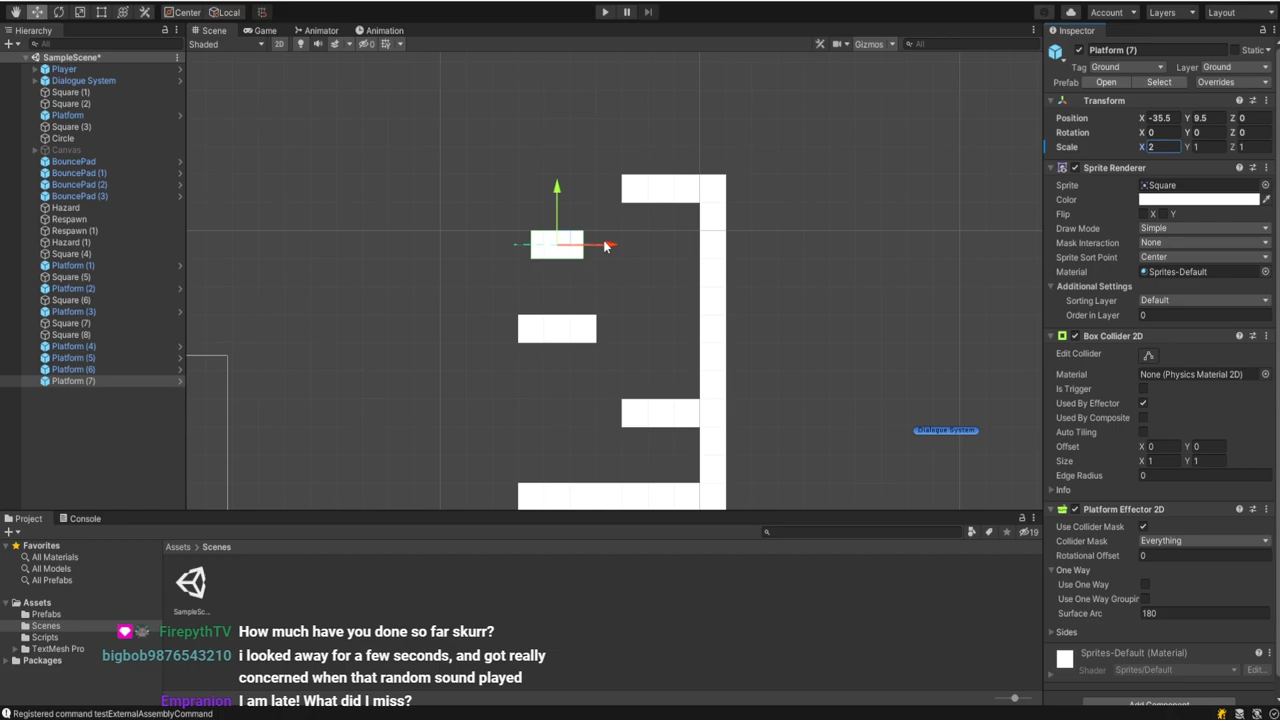 Center Local Account Layers Layout
Hierarchy Scene Game Animator Animation Inspector
All Shaded 2D 0 Gizmos All
SampleScene*
Player
Dialogue System
Square (1)
Square (2)
Platform
Square (3)
Circle
Canvas
BouncePad
BouncePad (1)
BouncePad (2)
BouncePad (3)
Hazard
Respawn
Respawn (1)
Hazard (1)
Square (4)
Platform (1)
Square (5)
Platform (2)
Square (6)
Platform (3)
Square (7)
Square (8)
Platform (4)
Platform (5)
Platform (6)
Platform (7)
Dialogue System
Platform (7) Static
Tag Ground Layer Ground
Prefab Open Select Overrides
Transform
Position X -35.5 Y 9.5 Z 0
Rotation X 0 Y 0 Z 0
Scale X 2 Y 1 Z 1
Sprite Renderer
Sprite Square
Color
Flip X Y
Draw Mode Simple
Mask Interaction None
Sprite Sort Point Center
Material Sprites-Default
Additional Settings
Sorting Layer Default
Order in Layer 0
Box Collider 2D
Edit Collider
Material None (Physics Material 2D)
Is Trigger
Used By Effector
Used By Composite
Auto Tiling
Offset X 0 Y 0
Size X 1 Y 1
Edge Radius 0
Info
Platform Effector 2D
Use Collider Mask
Collider Mask Everything
Rotational Offset 0
One Way
Use One Way
Use One Way Groupin
Surface Arc 180
Sides
Sprites-Default (Material)
Shader Sprites/Default Edit...
Add Component
Project Console
19
Favorites
All Materials
All Models
All Prefabs
Assets
Prefabs
Scenes
Scripts
TextMesh Pro
Packages
Assets > Scenes
SampleSc...
FirepythTV How much have you done so far skurr?
bigbob9876543210 i looked away for a few seconds, and got really
concerned when that random sound played
Empranion I am late! What did I miss?
Registered command testExternalAssemblyCommand